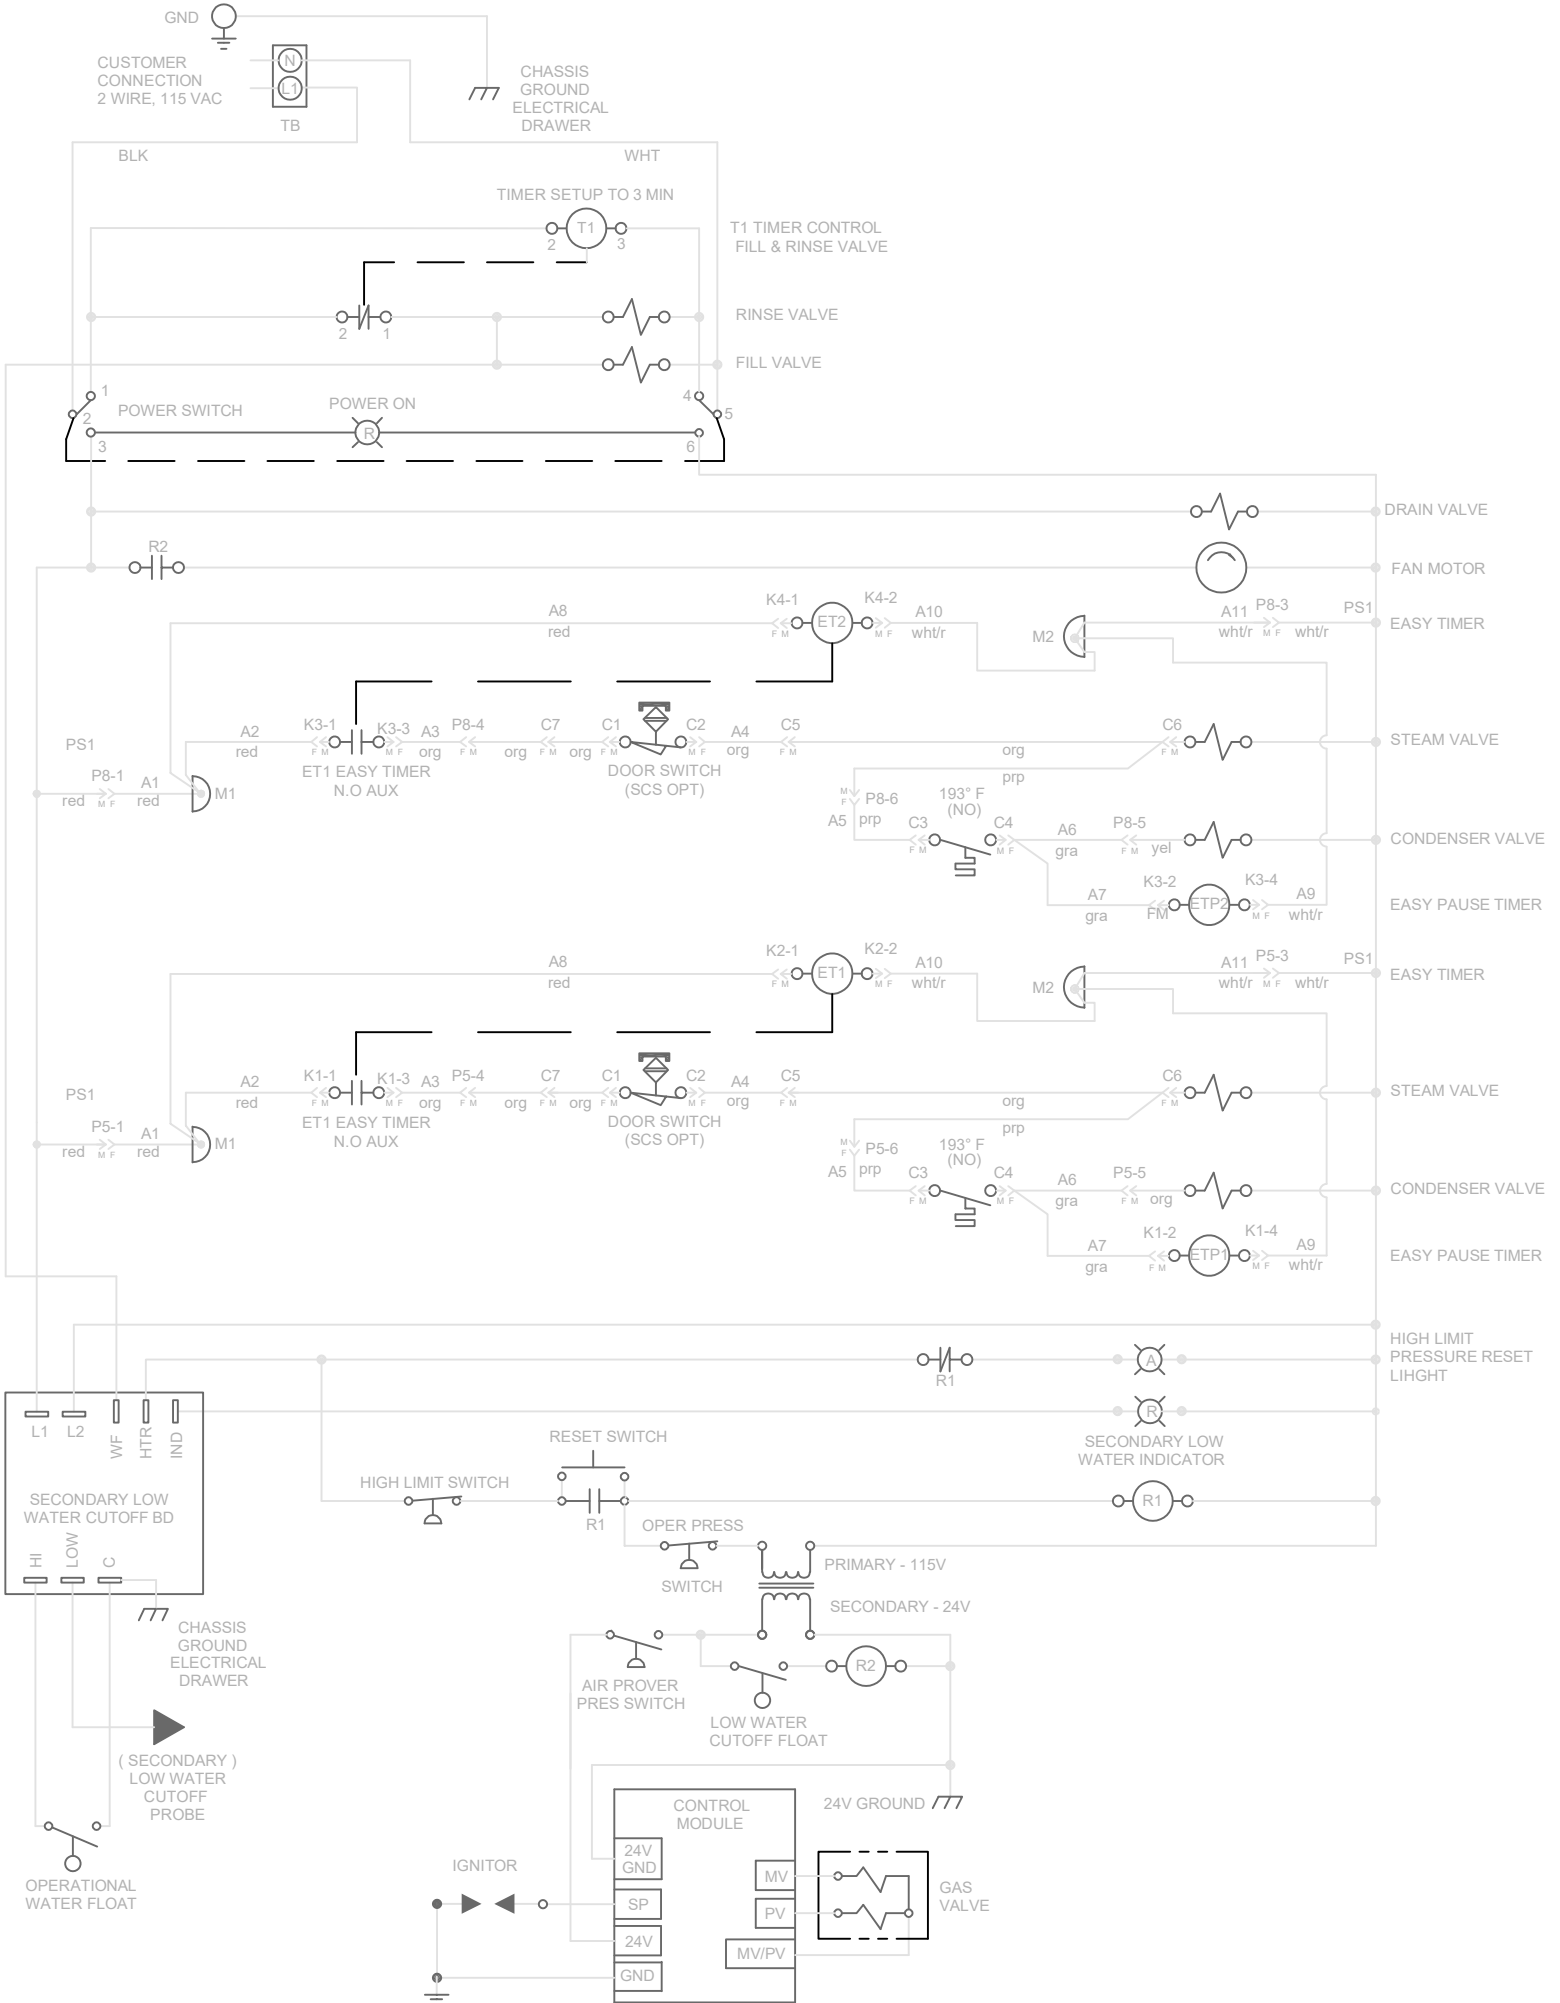 GND
CUSTOMER
CONNECTION
2 WIRE, 115 VAC
N
L1
TB
CHASSIS
GROUND
ELECTRICAL
DRAWER
BLK
WHT
TIMER SETUP TO 3 MIN
2
T1
3
T1 TIMER CONTROL
FILL & RINSE VALVE
2
1
RINSE VALVE
FILL VALVE
1
2
3
POWER SWITCH
POWER ON
R
4
5
6
DRAIN VALVE
R2
FAN MOTOR
A8
red
K4-1
F M
ET2
K4-2
M F
A10
wht/r
M2
A11
wht/r
P8-3
M F
wht/r
PS1
EASY TIMER
PS1
P8-1
red
M F
A1
red
M1
A2
red
K3-1
F M
K3-3
M F
ET1 EASY TIMER
N.O AUX
A3
org
P8-4
F M
org
C7
F M
org
C1
F M
DOOR SWITCH
(SCS OPT)
C2
M F
A4
org
C5
F M
org
prp
C6
F M
STEAM VALVE
M
F
P8-6
A5
prp
C3
F M
193° F
(NO)
C4
M F
A6
gra
P8-5
F M
yel
CONDENSER VALVE
A7
gra
K3-2
FM
ETP2
K3-4
M F
A9
wht/r
EASY PAUSE TIMER
A8
red
K2-1
F M
ET1
K2-2
M F
A10
wht/r
M2
A11
wht/r
P5-3
M F
wht/r
PS1
EASY TIMER
PS1
P5-1
red
M F
A1
red
M1
A2
red
K1-1
F M
K1-3
M F
ET1 EASY TIMER
N.O AUX
A3
org
P5-4
F M
org
C7
F M
org
C1
F M
DOOR SWITCH
(SCS OPT)
C2
M F
A4
org
C5
F M
org
prp
C6
F M
STEAM VALVE
M
F
P5-6
A5
prp
C3
F M
193° F
(NO)
C4
M F
A6
gra
P5-5
F M
org
CONDENSER VALVE
A7
gra
K1-2
F M
ETP1
K1-4
M F
A9
wht/r
EASY PAUSE TIMER
HIGH LIMIT
PRESSURE RESET
LIHGHT
R1
A
L1
L2
WF
HTR
IND
R
SECONDARY LOW
WATER INDICATOR
RESET SWITCH
HIGH LIMIT SWITCH
R1
R1
SECONDARY LOW
WATER CUTOFF BD
HI
LOW
C
OPER PRESS
SWITCH
PRIMARY - 115V
SECONDARY - 24V
CHASSIS
GROUND
ELECTRICAL
DRAWER
AIR PROVER
PRES SWITCH
R2
LOW WATER
CUTOFF FLOAT
( SECONDARY )
LOW WATER
CUTOFF
PROBE
OPERATIONAL
WATER FLOAT
24V GROUND
CONTROL
MODULE
24V
GND
SP
24V
GND
MV
PV
MV/PV
IGNITOR
GAS
VALVE